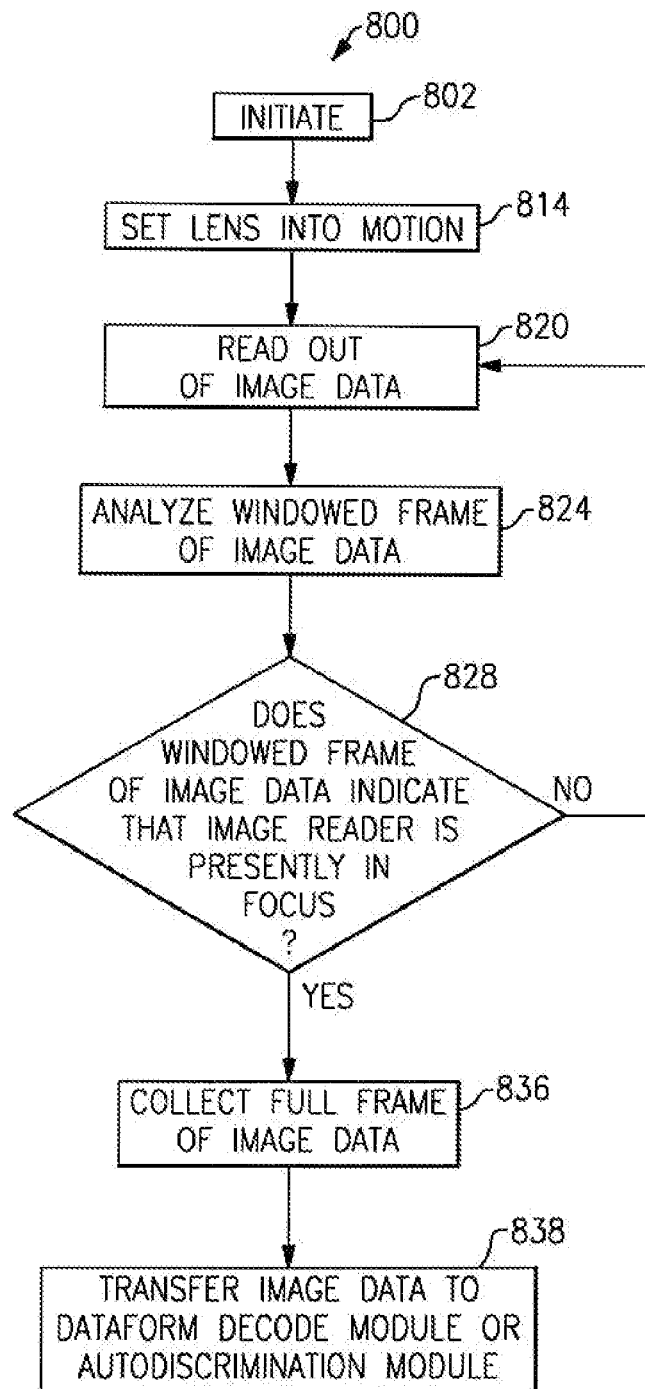 800
INITIATE
802
SET LENS INTO MOTION
814
READ OUT
OF IMAGE DATA
820
ANALYZE WINDOWED FRAME
OF IMAGE DATA
824
DOES
WINDOWED FRAME
OF IMAGE DATA INDICATE
THAT IMAGE READER IS
PRESENTLY IN
FOCUS
?
828
NO
YES
COLLECT FULL FRAME
OF IMAGE DATA
836
TRANSFER IMAGE DATA TO
DATAFORM DECODE MODULE OR
AUTODISCRIMINATION MODULE
838